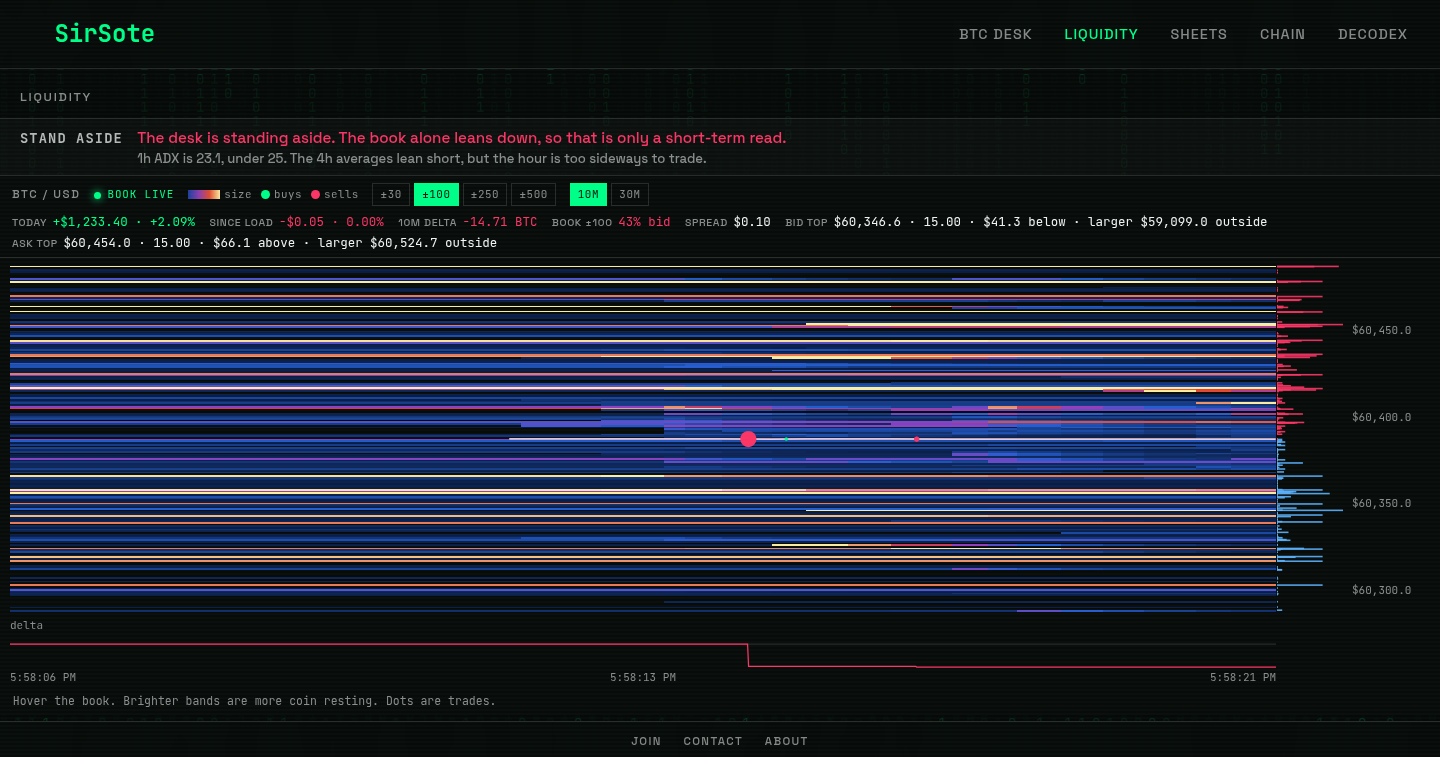 SirSote
BTC DESK LIQUIDITY SHEETS CHAIN DECODEX
LIQUIDITY
STAND ASIDE The desk is standing aside. The book alone leans down, so that is only a short-term read.
1h ADX is 23.1, under 25. The 4h averages lean short, but the hour is too sideways to trade.
BTC / USD BOOK LIVE size buys sells ±30 ±100 ±250 ±500 10M 30M
TODAY +$1,233.40 · +2.09% SINCE LOAD -$0.05 · 0.00% 10M DELTA -14.71 BTC BOOK ±100 43% bid SPREAD $0.10 BID TOP $60,346.6 · 15.00 · $41.3 below · larger $59,099.0 outside
ASK TOP $60,454.0 · 15.00 · $66.1 above · larger $60,524.7 outside
$60,450.0
$60,400.0
$60,350.0
$60,300.0
delta
5:58:06 PM 5:58:13 PM 5:58:21 PM
Hover the book. Brighter bands are more coin resting. Dots are trades.
JOIN CONTACT ABOUT